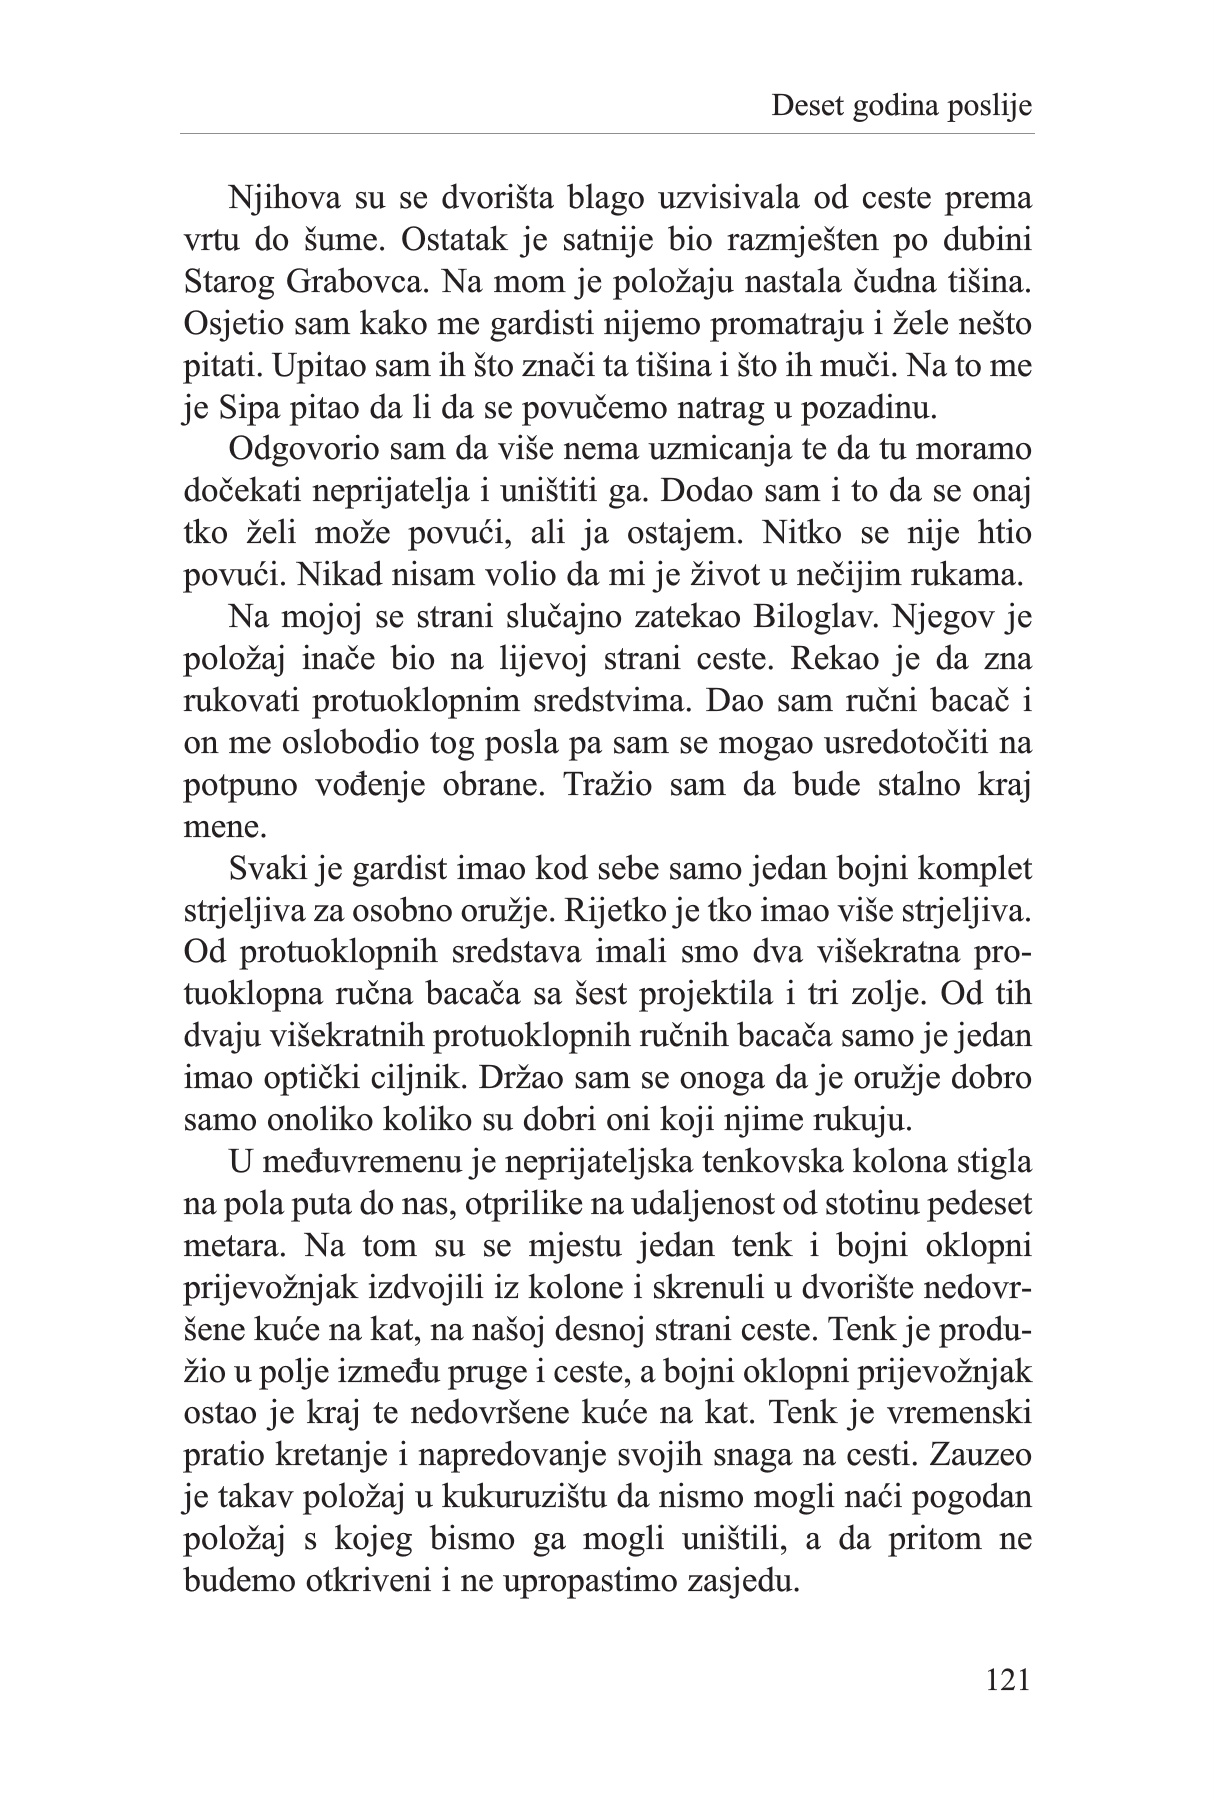 Deset godina poslije
Njihova su se dvorišta blago uzvisivala od ceste prema
vrtu do šume. Ostatak je satnije bio razmješten po dubini
Starog Grabovca. Na mom je položaju nastala čudna tišina.
Osjetio sam kako me gardisti nijemo promatraju i žele nešto
pitati. Upitao sam ih što znači ta tišina i što ih muči. Na to me
je Sipa pitao da li da se povučemo natrag u pozadinu.
Odgovorio sam da više nema uzmicanja te da tu moramo
dočekati neprijatelja i uništiti ga. Dodao sam i to da se onaj
tko želi može povući, ali ja ostajem. Nitko se nije htio
povući. Nikad nisam volio da mi je život u nečijim rukama.
Na mojoj se strani slučajno zatekao Biloglav. Njegov je
položaj inače bio na lijevoj strani ceste. Rekao je da zna
rukovati protuoklopnim sredstvima. Dao sam ručni bacač i
on me oslobodio tog posla pa sam se mogao usredotočiti na
potpuno vođenje obrane. Tražio sam da bude stalno kraj
mene.
Svaki je gardist imao kod sebe samo jedan bojni komplet
strjeljiva za osobno oružje. Rijetko je tko imao više strjeljiva.
Od protuoklopnih sredstava imali smo dva višekratna pro-
tuoklopna ručna bacača sa šest projektila i tri zolje. Od tih
dvaju višekratnih protuoklopnih ručnih bacača samo je jedan
imao optički ciljnik. Držao sam se onoga da je oružje dobro
samo onoliko koliko su dobri oni koji njime rukuju.
U međuvremenu je neprijateljska tenkovska kolona stigla
na pola puta do nas, otprilike na udaljenost od stotinu pedeset
metara. Na tom su se mjestu jedan tenk i bojni oklopni
prijevožnjak izdvojili iz kolone i skrenuli u dvorište nedovr-
šene kuće na kat, na našoj desnoj strani ceste. Tenk je produ-
žio u polje između pruge i ceste, a bojni oklopni prijevožnjak
ostao je kraj te nedovršene kuće na kat. Tenk je vremenski
pratio kretanje i napredovanje svojih snaga na cesti. Zauzeo
je takav položaj u kukuruzištu da nismo mogli naći pogodan
položaj s kojeg bismo ga mogli uništili, a da pritom ne
budemo otkriveni i ne upropastimo zasjedu.
121